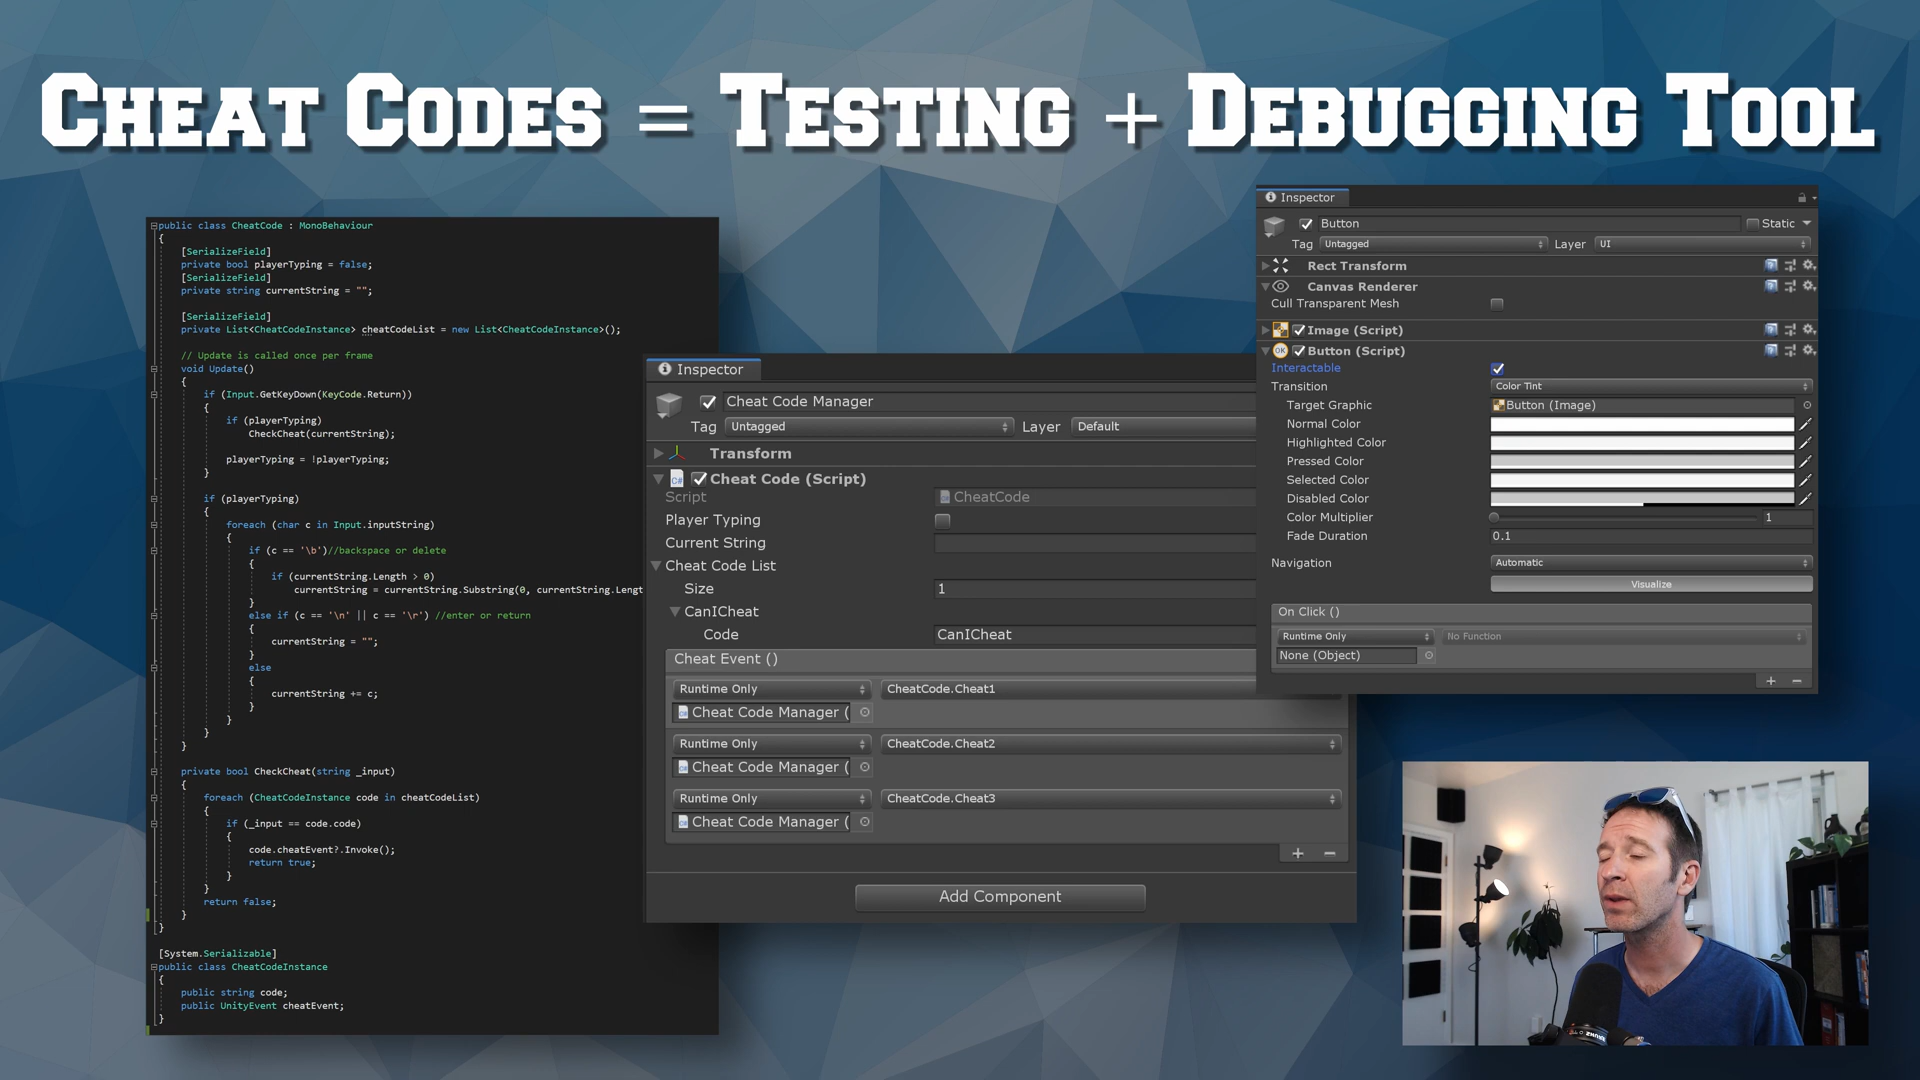 CHEAT CODES = TESTING + DEBUGGING TOOL
public class CheatCode : MonoBehaviour
{
[SerializeField]
private bool playerTyping = false;
[SerializeField]
private string currentString = "";
[SerializeField]
private List<CheatCodeInstance> cheatCodeList = new List<CheatCodeInstance>();
// Update is called once per frame
void Update()
{
if (Input.GetKeyDown(KeyCode.Return))
{
if (playerTyping)
CheckCheat(currentString);
playerTyping = !playerTyping;
}
if (playerTyping)
{
foreach (char c in Input.inputString)
{
if (c == '\b')//backspace or delete
{
if (currentString.Length > 0)
currentString = currentString.Substring(0, currentString.Lengt
}
else if (c == '\n' || c == '\r') //enter or return
{
currentString = "";
}
else
{
currentString += c;
}
}
}
}
private bool CheckCheat(string _input)
{
foreach (CheatCodeInstance code in cheatCodeList)
{
if (_input == code.code)
{
code.cheatEvent?.Invoke();
return true;
}
}
return false;
}
}
[System.Serializable]
public class CheatCodeInstance
{
public string code;
public UnityEvent cheatEvent;
}
Inspector
Cheat Code Manager
Tag Untagged Layer Default
Transform
C# Cheat Code (Script)
Script CheatCode
Player Typing
Current String
Cheat Code List
Size 1
CanICheat
Code CanICheat
Cheat Event ()
Runtime Only CheatCode.Cheat1
Cheat Code Manager (
Runtime Only CheatCode.Cheat2
Cheat Code Manager (
Runtime Only CheatCode.Cheat3
Cheat Code Manager (
+ −
Add Component
Inspector
Button Static
Tag Untagged Layer UI
Rect Transform
Canvas Renderer
Cull Transparent Mesh
Image (Script)
OK Button (Script)
Interactable
Transition Color Tint
Target Graphic Button (Image)
Normal Color
Highlighted Color
Pressed Color
Selected Color
Disabled Color
Color Multiplier 1
Fade Duration 0.1
Navigation Automatic
Visualize
On Click ()
Runtime Only No Function
None (Object)
+ −